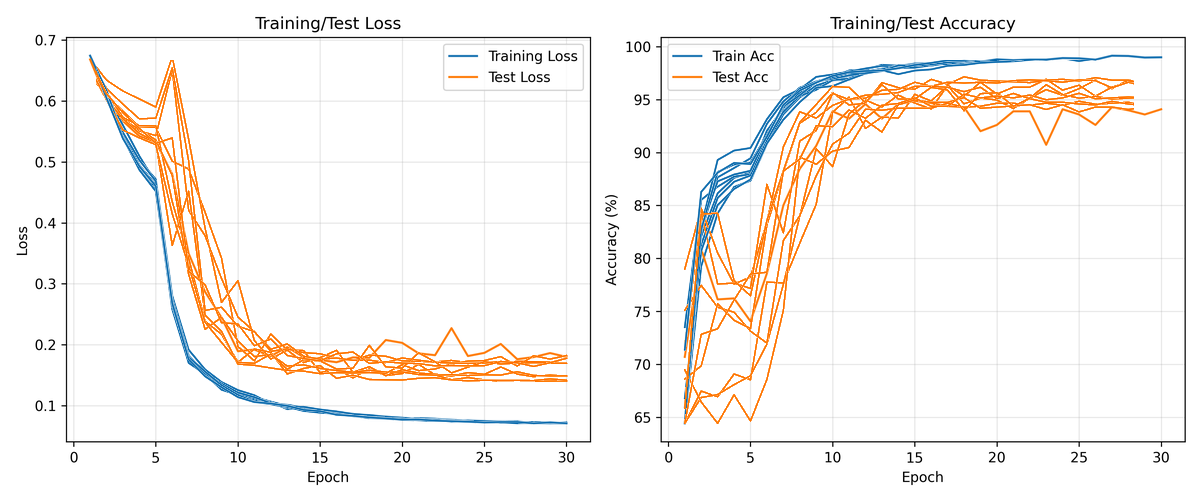 Training/Test Loss
0.7
0.6
0.5
0.4
0.3
0.2
0.1
Loss
0
5
10
15
20
25
30
Epoch
Training Loss
Test Loss
Training/Test Accuracy
100
95
90
85
80
75
70
65
Accuracy (%)
0
5
10
15
20
25
30
Epoch
Train Acc
Test Acc